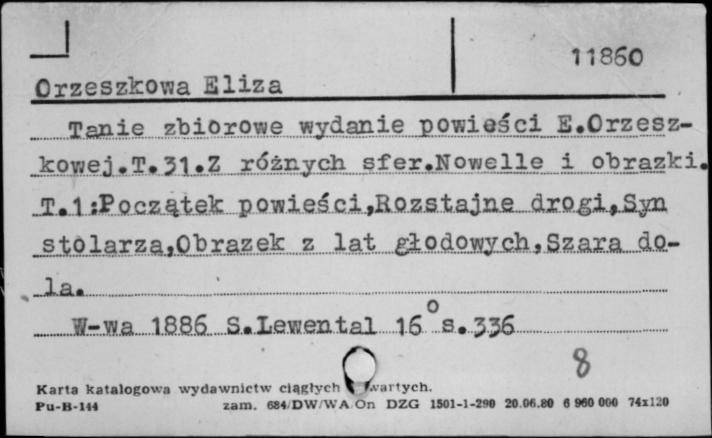 11860
Orzeszkowa Eliza
Tanie zbiorowe wydanie powieści E.Orzesz-
kowej.T.31.Z różnych sfer.Nowelle i obrazki.
T.1:Początek powieści,Rozstajne drogi,Syn
stolarza,Obrazek z lat głodowych,Szara do-
la.
W-wa 1886 S.Lewental 16° s.336
8
Karta katalogowa wydawnictw ciągłych wartych.
Pu-B-144 zam. 684/DW/WA On DZG 1501-1-290 20.06.80 6 960 000 74x120